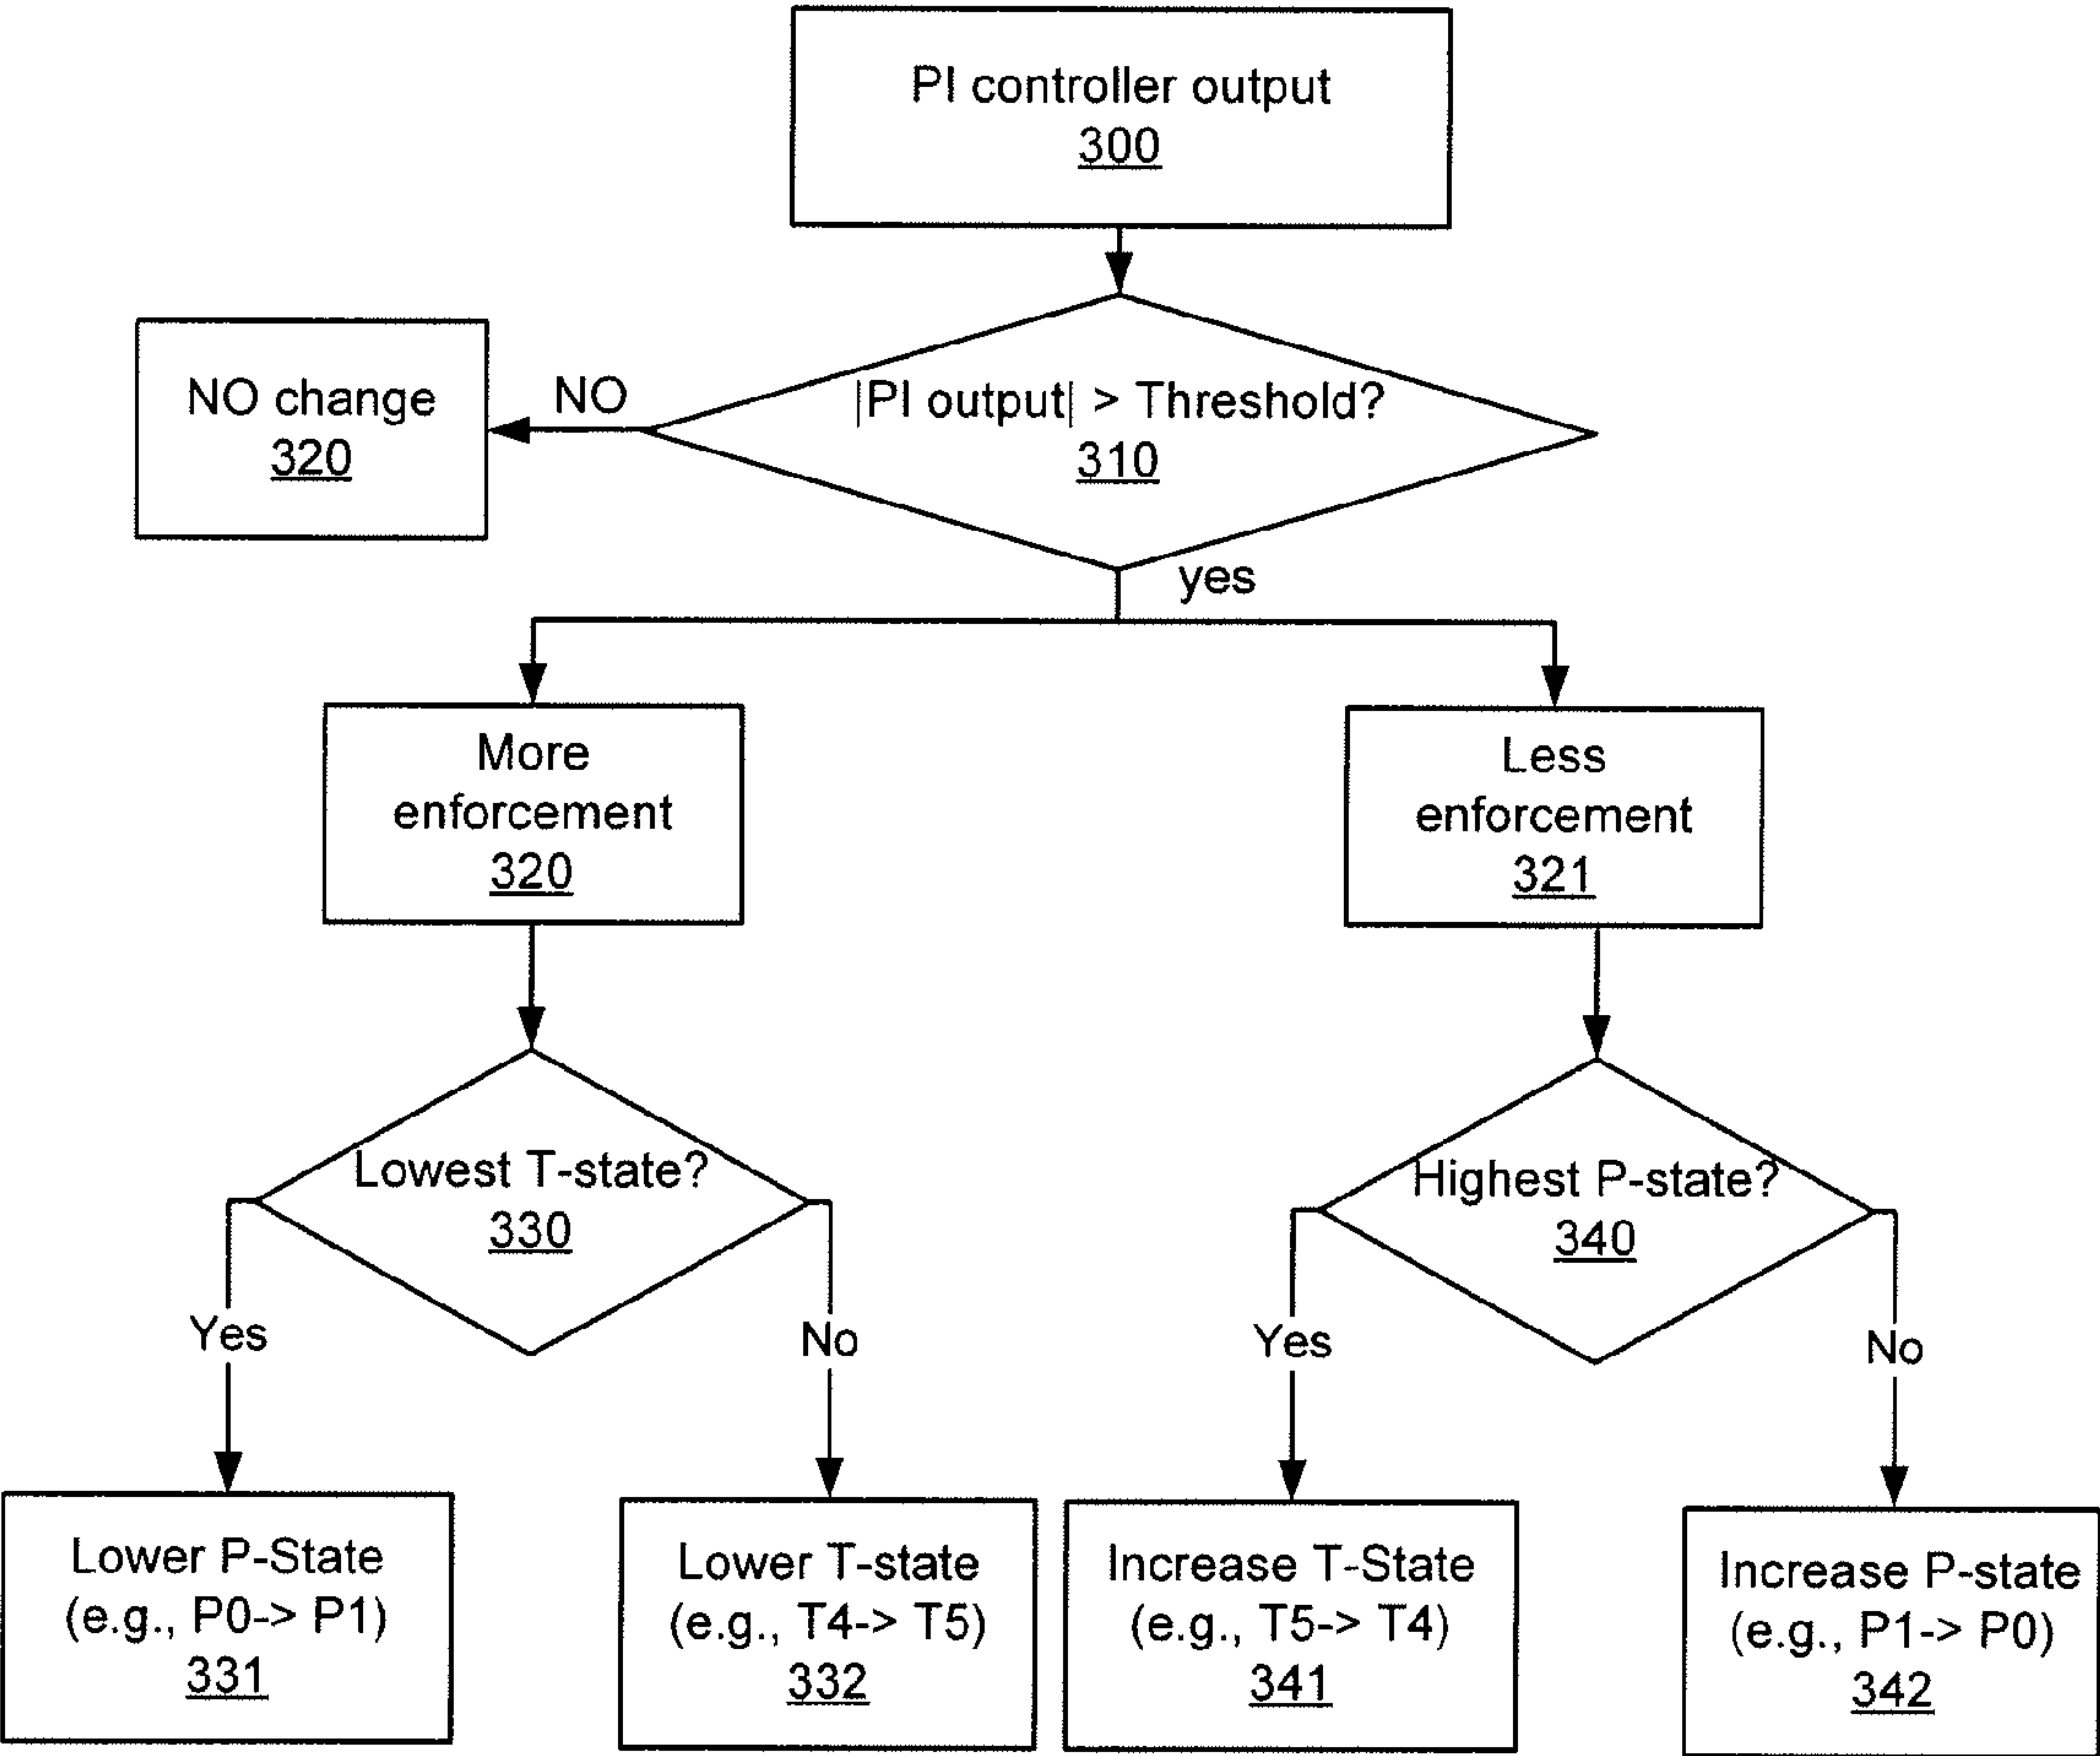 PI controller output
300
|PI output| > Threshold?
310
NO
NO change
320
yes
More
enforcement
320
Less
enforcement
321
Lowest T-state?
330
Highest P-state?
340
Yes
No
Yes
No
Lower P-State
(e.g., P0-> P1)
331
Lower T-state
(e.g., T4-> T5)
332
Increase T-State
(e.g., T5-> T4)
341
Increase P-state
(e.g., P1-> P0)
342